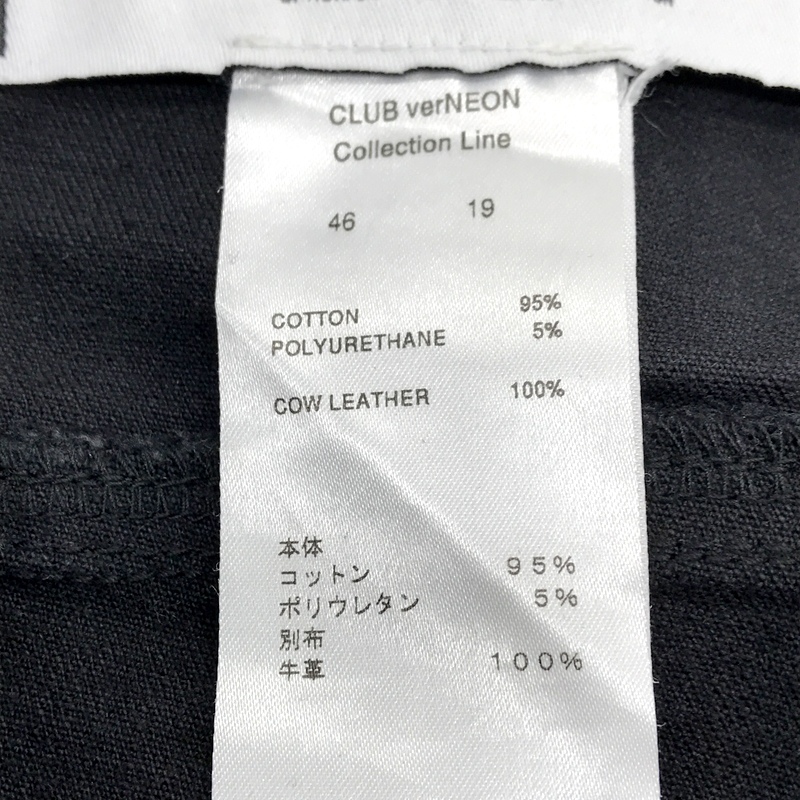 CLUB verNEON
Collection Line
46 19
COTTON 95%
POLYURETHANE 5%
COW LEATHER 100%
本体
コットン 95%
ポリウレタン 5%
別布
牛革 100%